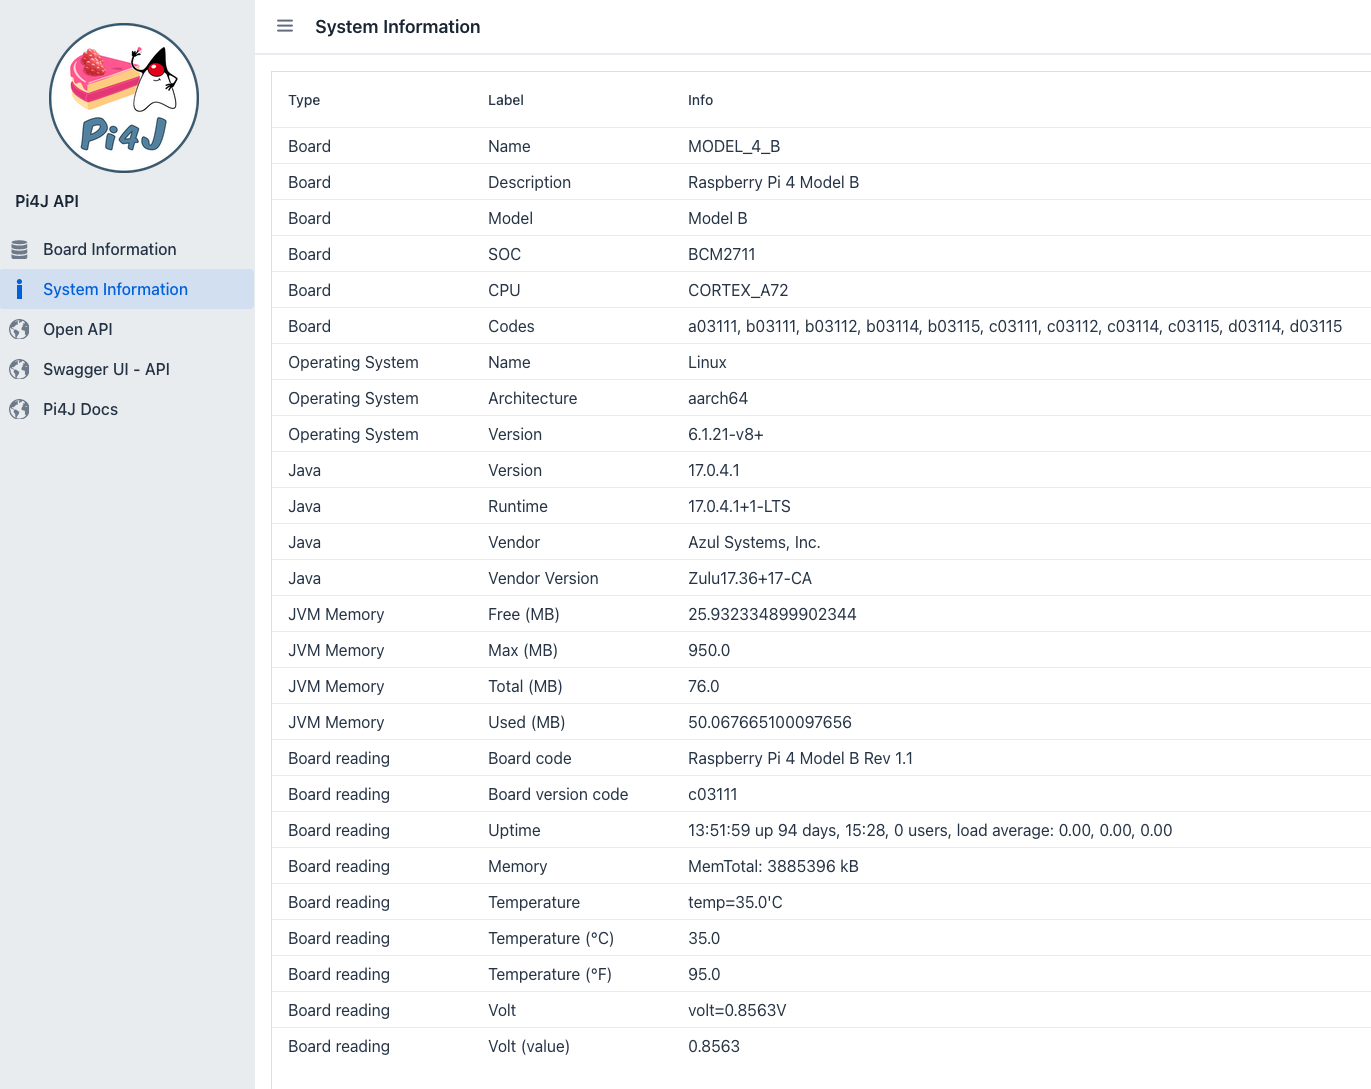 Pi4J
Pi4J API
Board Information
System Information
Open API
Swagger UI - API
Pi4J Docs
System Information
Type Label Info
Board Name MODEL_4_B
Board Description Raspberry Pi 4 Model B
Board Model Model B
Board SOC BCM2711
Board CPU CORTEX_A72
Board Codes a03111, b03111, b03112, b03114, b03115, c03111, c03112, c03114, c03115, d03114, d03115
Operating System Name Linux
Operating System Architecture aarch64
Operating System Version 6.1.21-v8+
Java Version 17.0.4.1
Java Runtime 17.0.4.1+1-LTS
Java Vendor Azul Systems, Inc.
Java Vendor Version Zulu17.36+17-CA
JVM Memory Free (MB) 25.932334899902344
JVM Memory Max (MB) 950.0
JVM Memory Total (MB) 76.0
JVM Memory Used (MB) 50.067665100097656
Board reading Board code Raspberry Pi 4 Model B Rev 1.1
Board reading Board version code c03111
Board reading Uptime 13:51:59 up 94 days, 15:28, 0 users, load average: 0.00, 0.00, 0.00
Board reading Memory MemTotal: 3885396 kB
Board reading Temperature temp=35.0'C
Board reading Temperature (°C) 35.0
Board reading Temperature (°F) 95.0
Board reading Volt volt=0.8563V
Board reading Volt (value) 0.8563